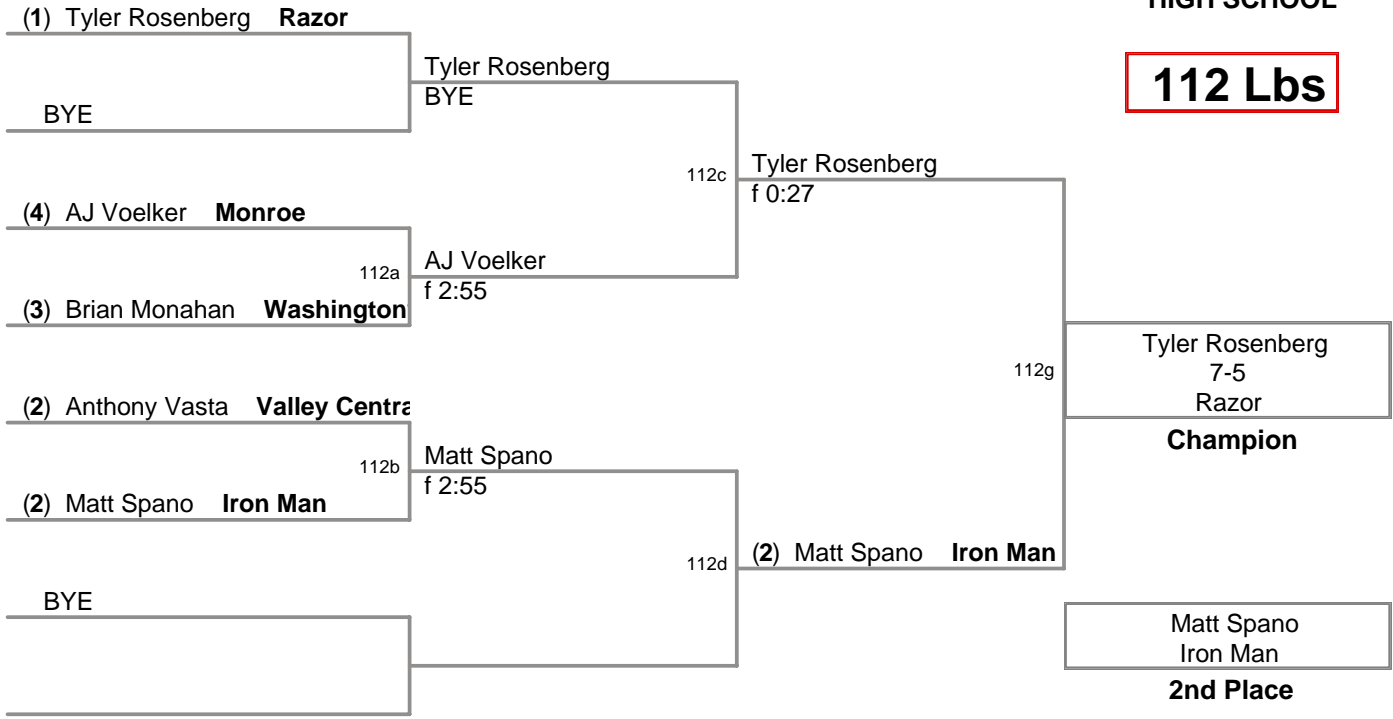 HIGH SCHOOL
112 Lbs
(1) Tyler Rosenberg Razor
BYE
Tyler Rosenberg
BYE
(4) AJ Voelker Monroe
112a
(3) Brian Monahan Washington
AJ Voelker
f 2:55
112c
Tyler Rosenberg
f 0:27
(2) Anthony Vasta Valley Centra
112b
(2) Matt Spano Iron Man
Matt Spano
f 2:55
BYE
112d
(2) Matt Spano Iron Man
112g
Tyler Rosenberg
7-5
Razor
Champion
Matt Spano
Iron Man
2nd Place